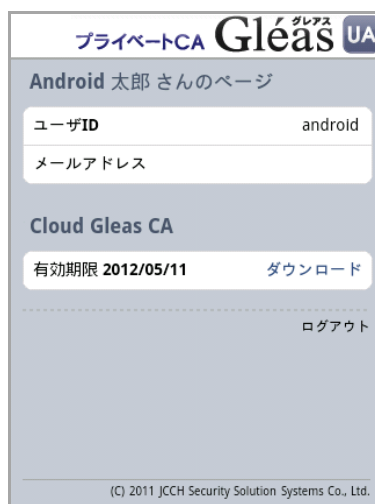 グレアス
プライベートCA Gléas UA
Android 太郎 さんのページ
ユーザID android
メールアドレス
Cloud Gleas CA
有効期限 2012/05/11 ダウンロード
ログアウト
(C) 2011 JCCH Security Solution Systems Co., Ltd.